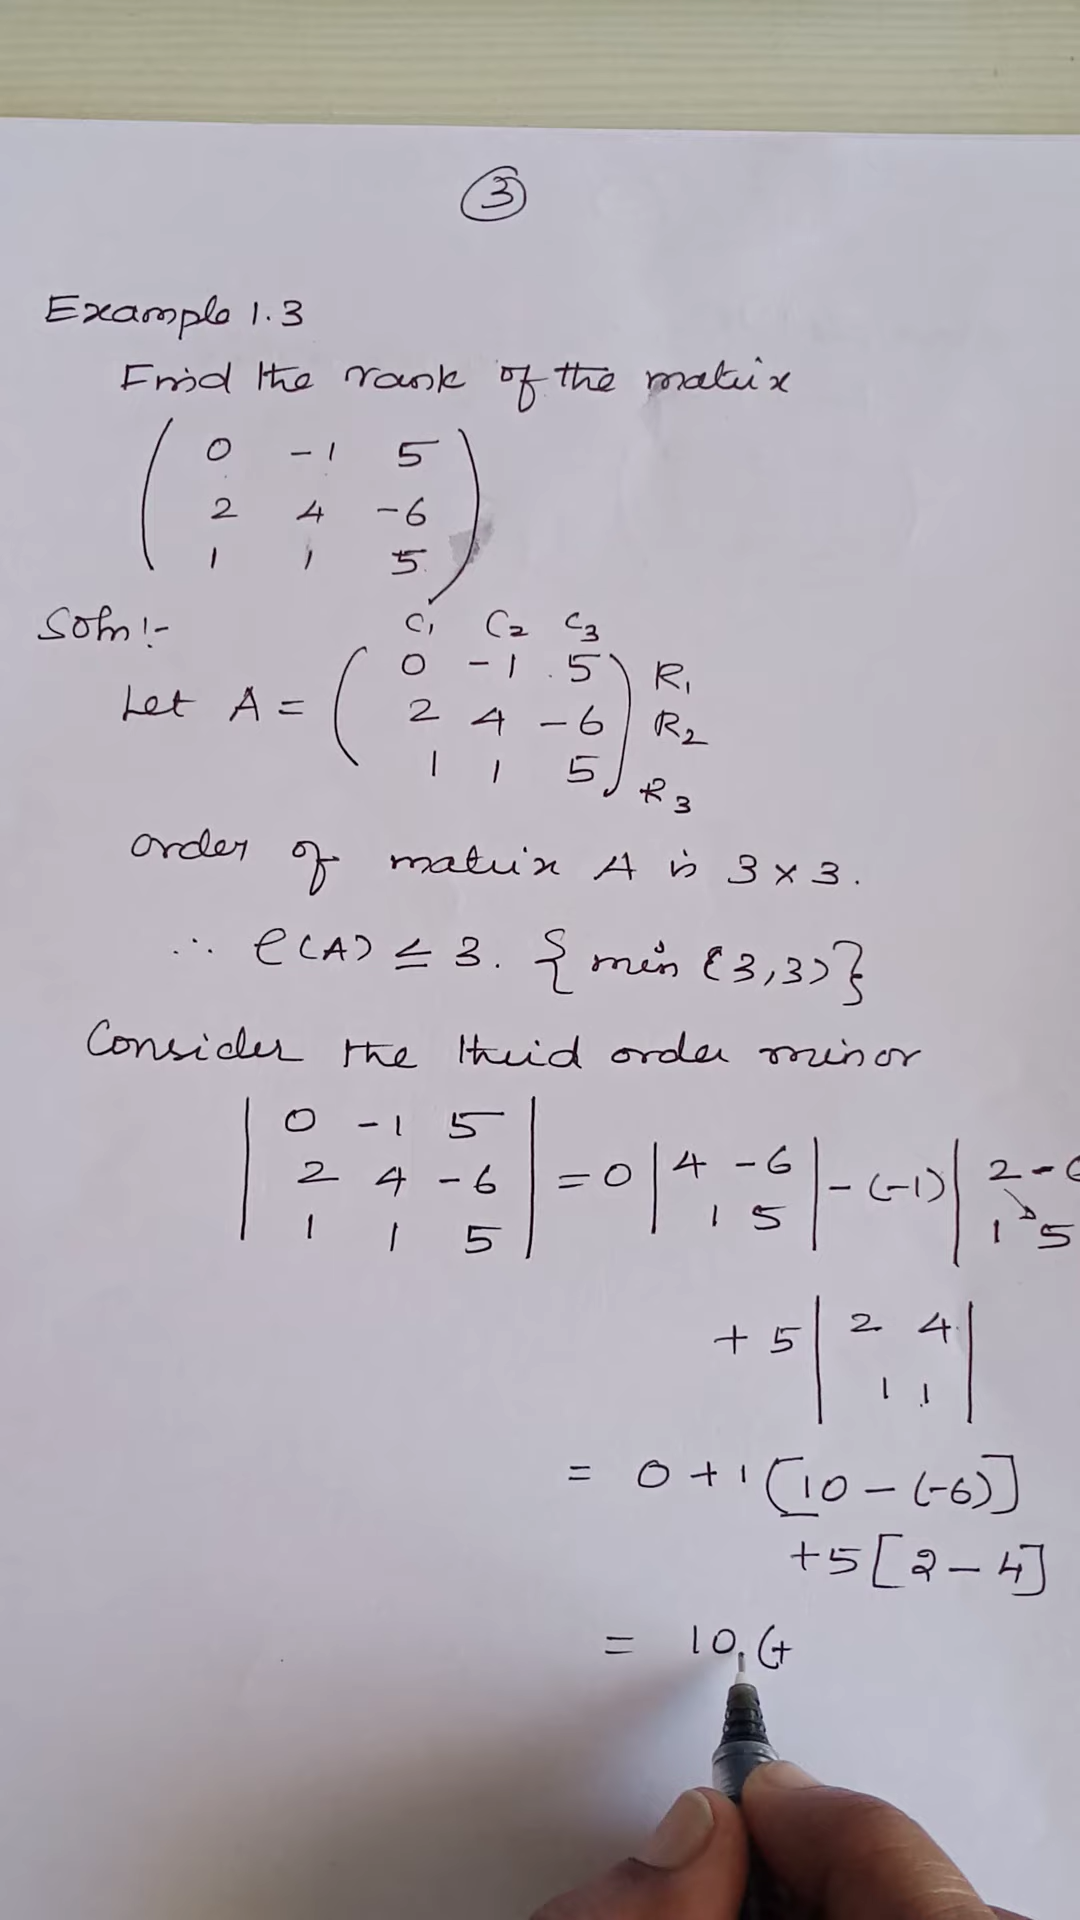 3
Example 1.3
Find the rank of the matrix
0 -1 5
2 4 -6
1 1 5
Soln :-
C1 C2 C3
Let A = ( 0 -1 5 ) R1
2 4 -6 R2
1 1 5 R3
Order of matrix A is 3 × 3.
∴ ρ(A) ≤ 3. {min (3,3)}
Consider the third order minor
| 0 -1 5 |
| 2 4 -6 | = 0 | 4 -6 | - (-1) | 2 -6
| 1 1 5 | | 1 5 | | 1 5
+ 5 | 2 4 |
| 1 1 |
= 0 + 1 [10 - (-6)]
+5 [2 - 4]
= 10 (+